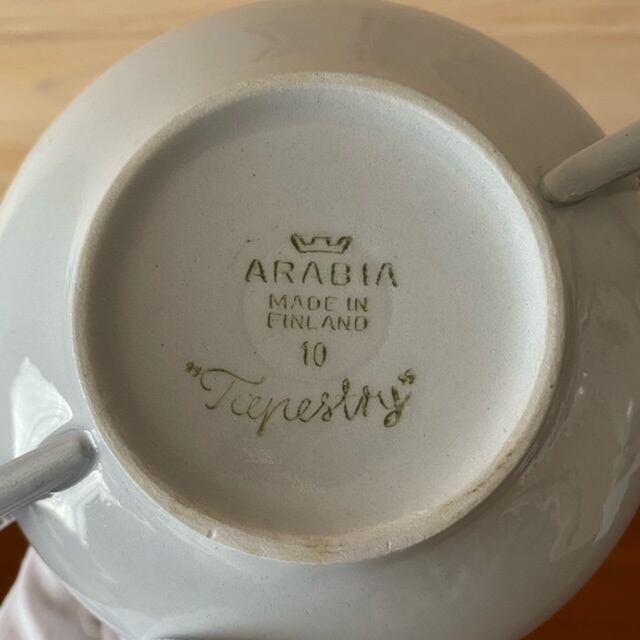 ARABIA
MADE IN
FINLAND
10
"Tapestry"